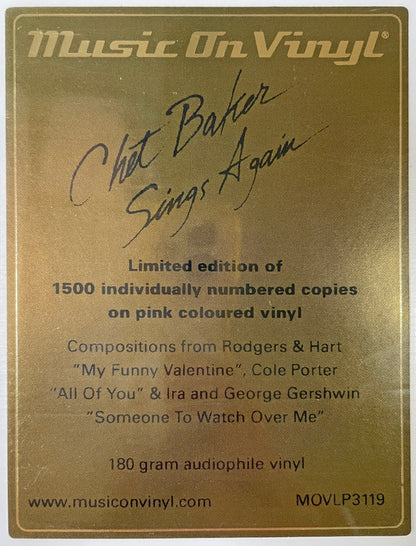 Music On Vinyl®
Chet Baker
Sings Again
Limited edition of
1500 individually numbered copies
on pink coloured vinyl
Compositions from Rodgers & Hart
"My Funny Valentine", Cole Porter
"All Of You" & Ira and George Gershwin
"Someone To Watch Over Me"
180 gram audiophile vinyl
www.musiconvinyl.com MOVLP3119